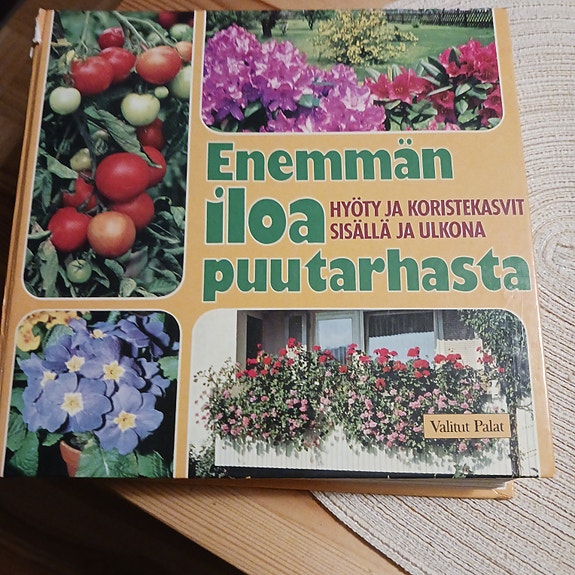 Enemmän
iloa
HYÖTY JA KORISTEKASVIT
SISÄLLÄ JA ULKONA
puutarhasta
Valitut Palat